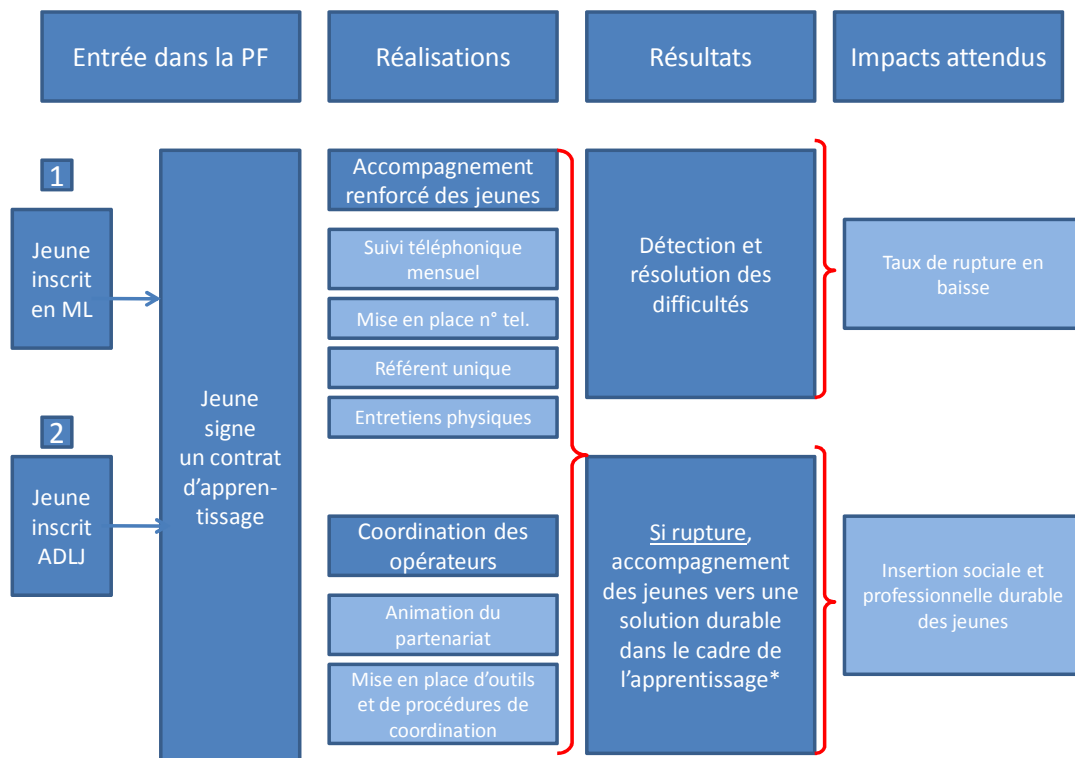 Entrée dans la PF
Réalisations
Résultats
Impacts attendus
1
Jeune
inscrit
en ML
2
Jeune
inscrit
ADLJ
Jeune
signe
un contrat
d'appren-
tissage
Accompagnement
renforcé des jeunes
Suivi téléphonique
mensuel
Mise en place n° tel.
Référent unique
Entretiens physiques
Coordination des
opérateurs
Animation du
partenariat
Mise en place d'outils
et de procédures de
coordination
Détection et
résolution des
difficultés
Si rupture,
accompagnement
des jeunes vers une
solution durable
dans le cadre de
l'apprentissage*
Taux de rupture en
baisse
Insertion sociale et
professionnelle durable
des jeunes